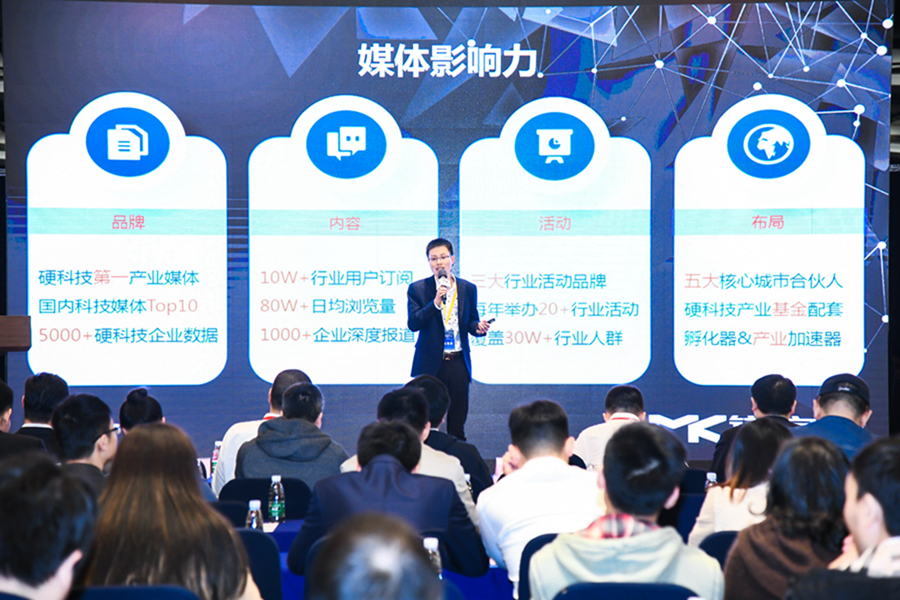 媒体影响力
品牌
硬科技第一产业媒体
国内科技媒体Top10
5000+硬科技企业数据
内容
10W+行业用户订阅
80W+日均浏览量
1000+企业深度报道
活动
三大行业活动品牌
每年举办20+行业活动
覆盖30W+行业人群
布局
五大核心城市合伙人
硬科技产业基金配套
孵化器&产业加速器
MK